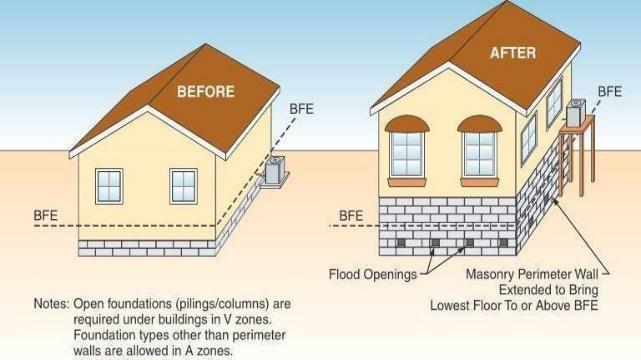 BEFORE
BFE
BFE
AFTER
BFE
BFE
Flood Openings
Masonry Perimeter Wall
Extended to Bring
Lowest Floor To or Above BFE
Notes: Open foundations (pilings/columns) are
required under buildings in V zones.
Foundation types other than perimeter
walls are allowed in A zones.